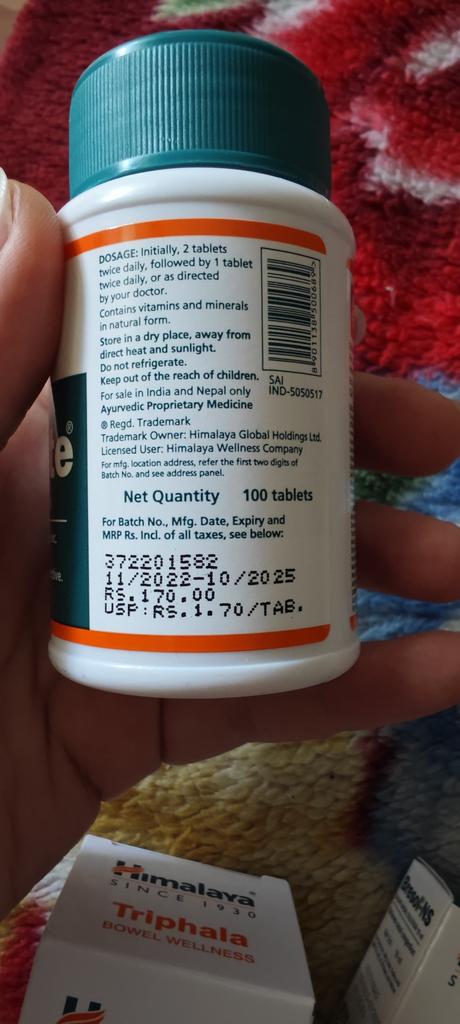 DOSAGE: Initially, 2 tablets
twice daily, followed by 1 tablet
twice daily, or as directed
by your doctor.
Contains vitamins and minerals
in natural form.
Store in a dry place, away from
direct heat and sunlight.
Do not refrigerate.
Keep out of the reach of children.
For sale in India and Nepal only
Ayurvedic Proprietary Medicine
® Regd. Trademark
Trademark Owner: Himalaya Global Holdings Ltd.
Licensed User: Himalaya Wellness Company
For mfg. location address, refer the first two digits of
Batch No. and see address panel.
8 901138 500689
SAI
IND-5050517
e®
Net Quantity 100 tablets
For Batch No., Mfg. Date, Expiry and
MRP Rs. Incl. of all taxes, see below:
372201582
11/2022-10/2025
RS.170.00
USP:RS.1.70/TAB.
Himalaya
SINCE 1930
Triphala
BOWEL WELLNESS
Bresol-NS